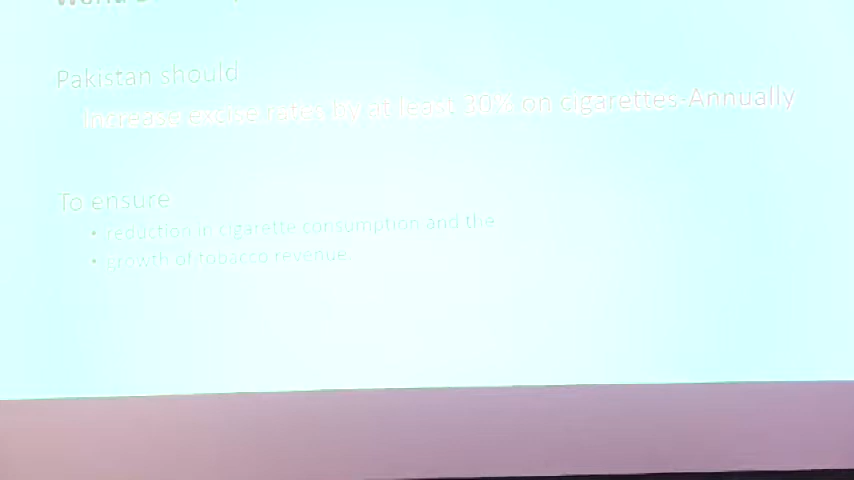 Pakistan should
Increase excise rates by at least 30% on cigarettes-Annually
To ensure
• reduction in cigarette consumption and the
• growth of tobacco revenue.